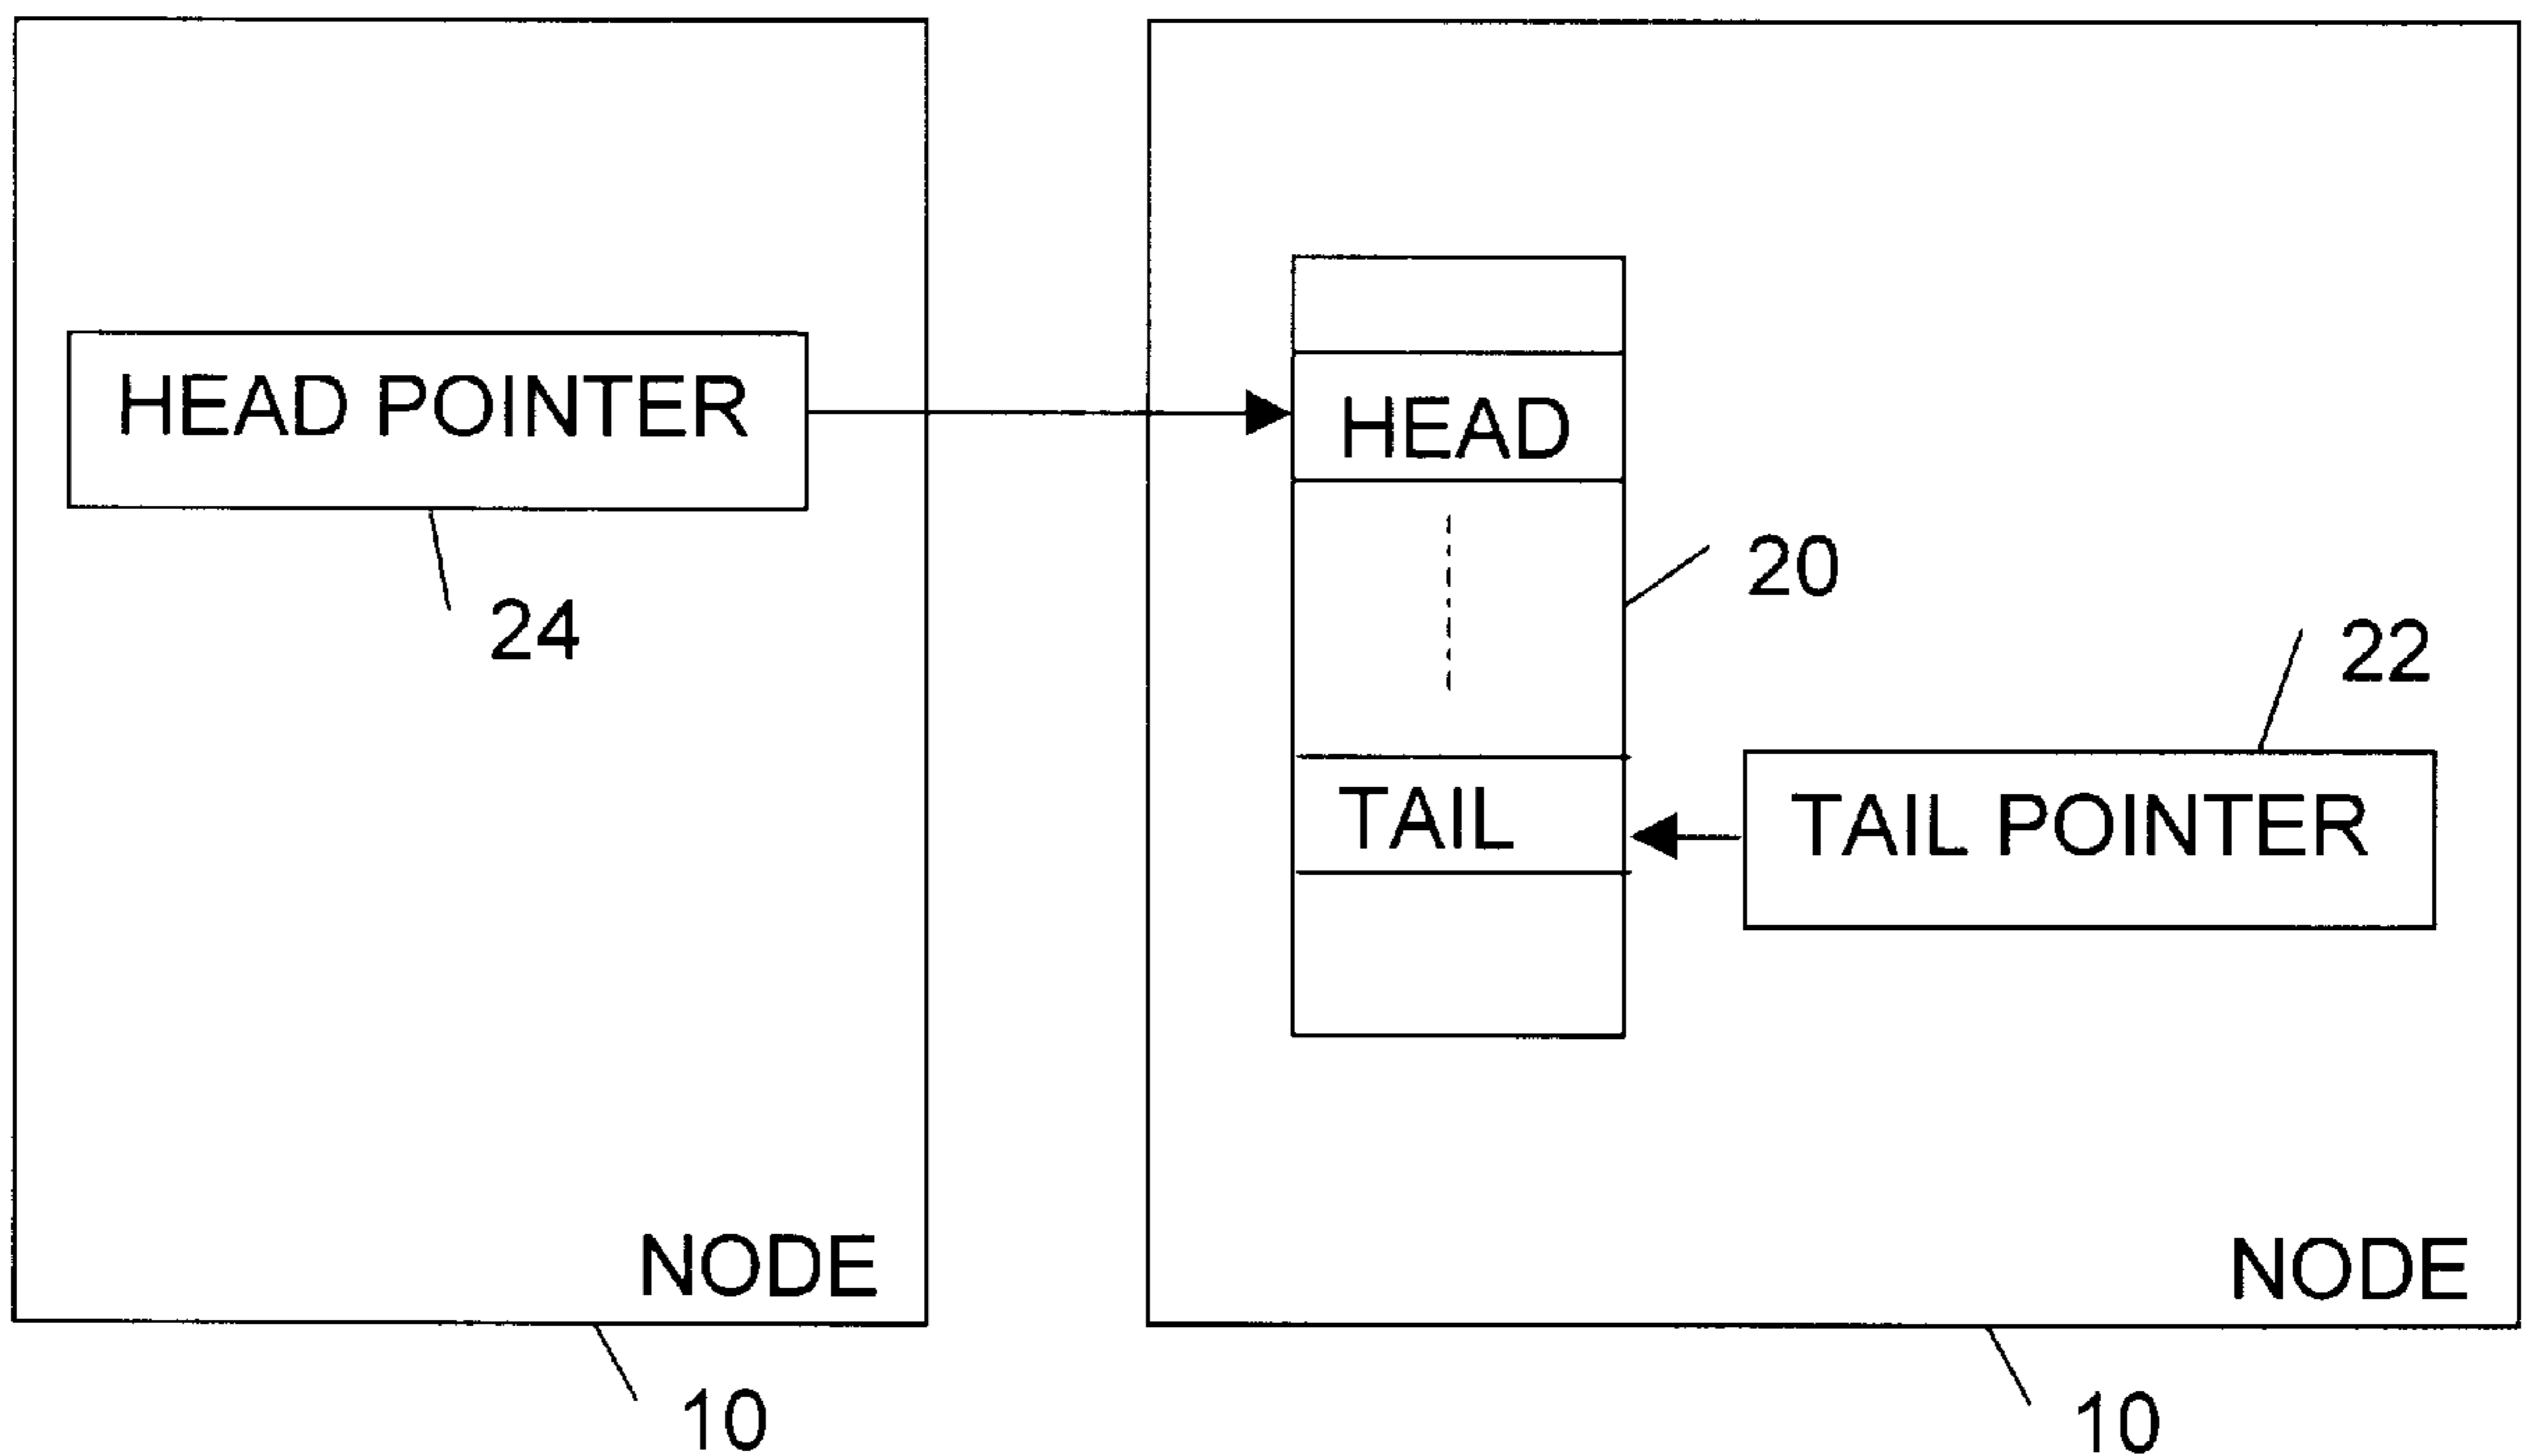 HEAD POINTER
24
NODE
10
HEAD
20
22
TAIL
TAIL POINTER
NODE
10